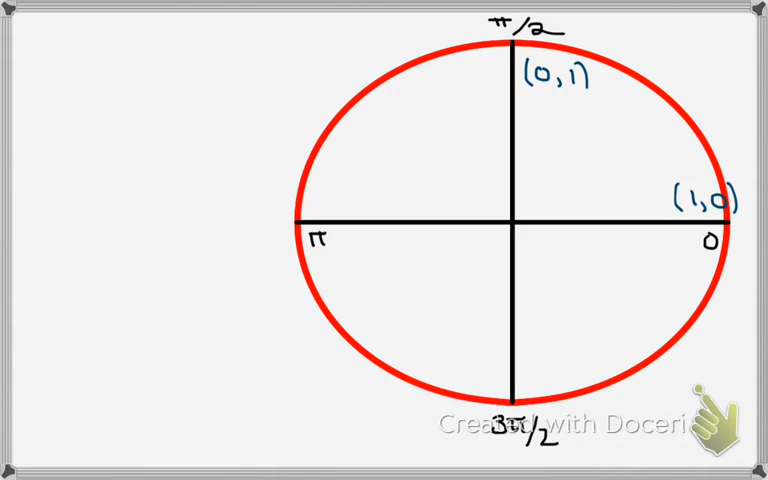 π/2
(0,1)
(1,0)
π
0
3π/2
Created with Doceri